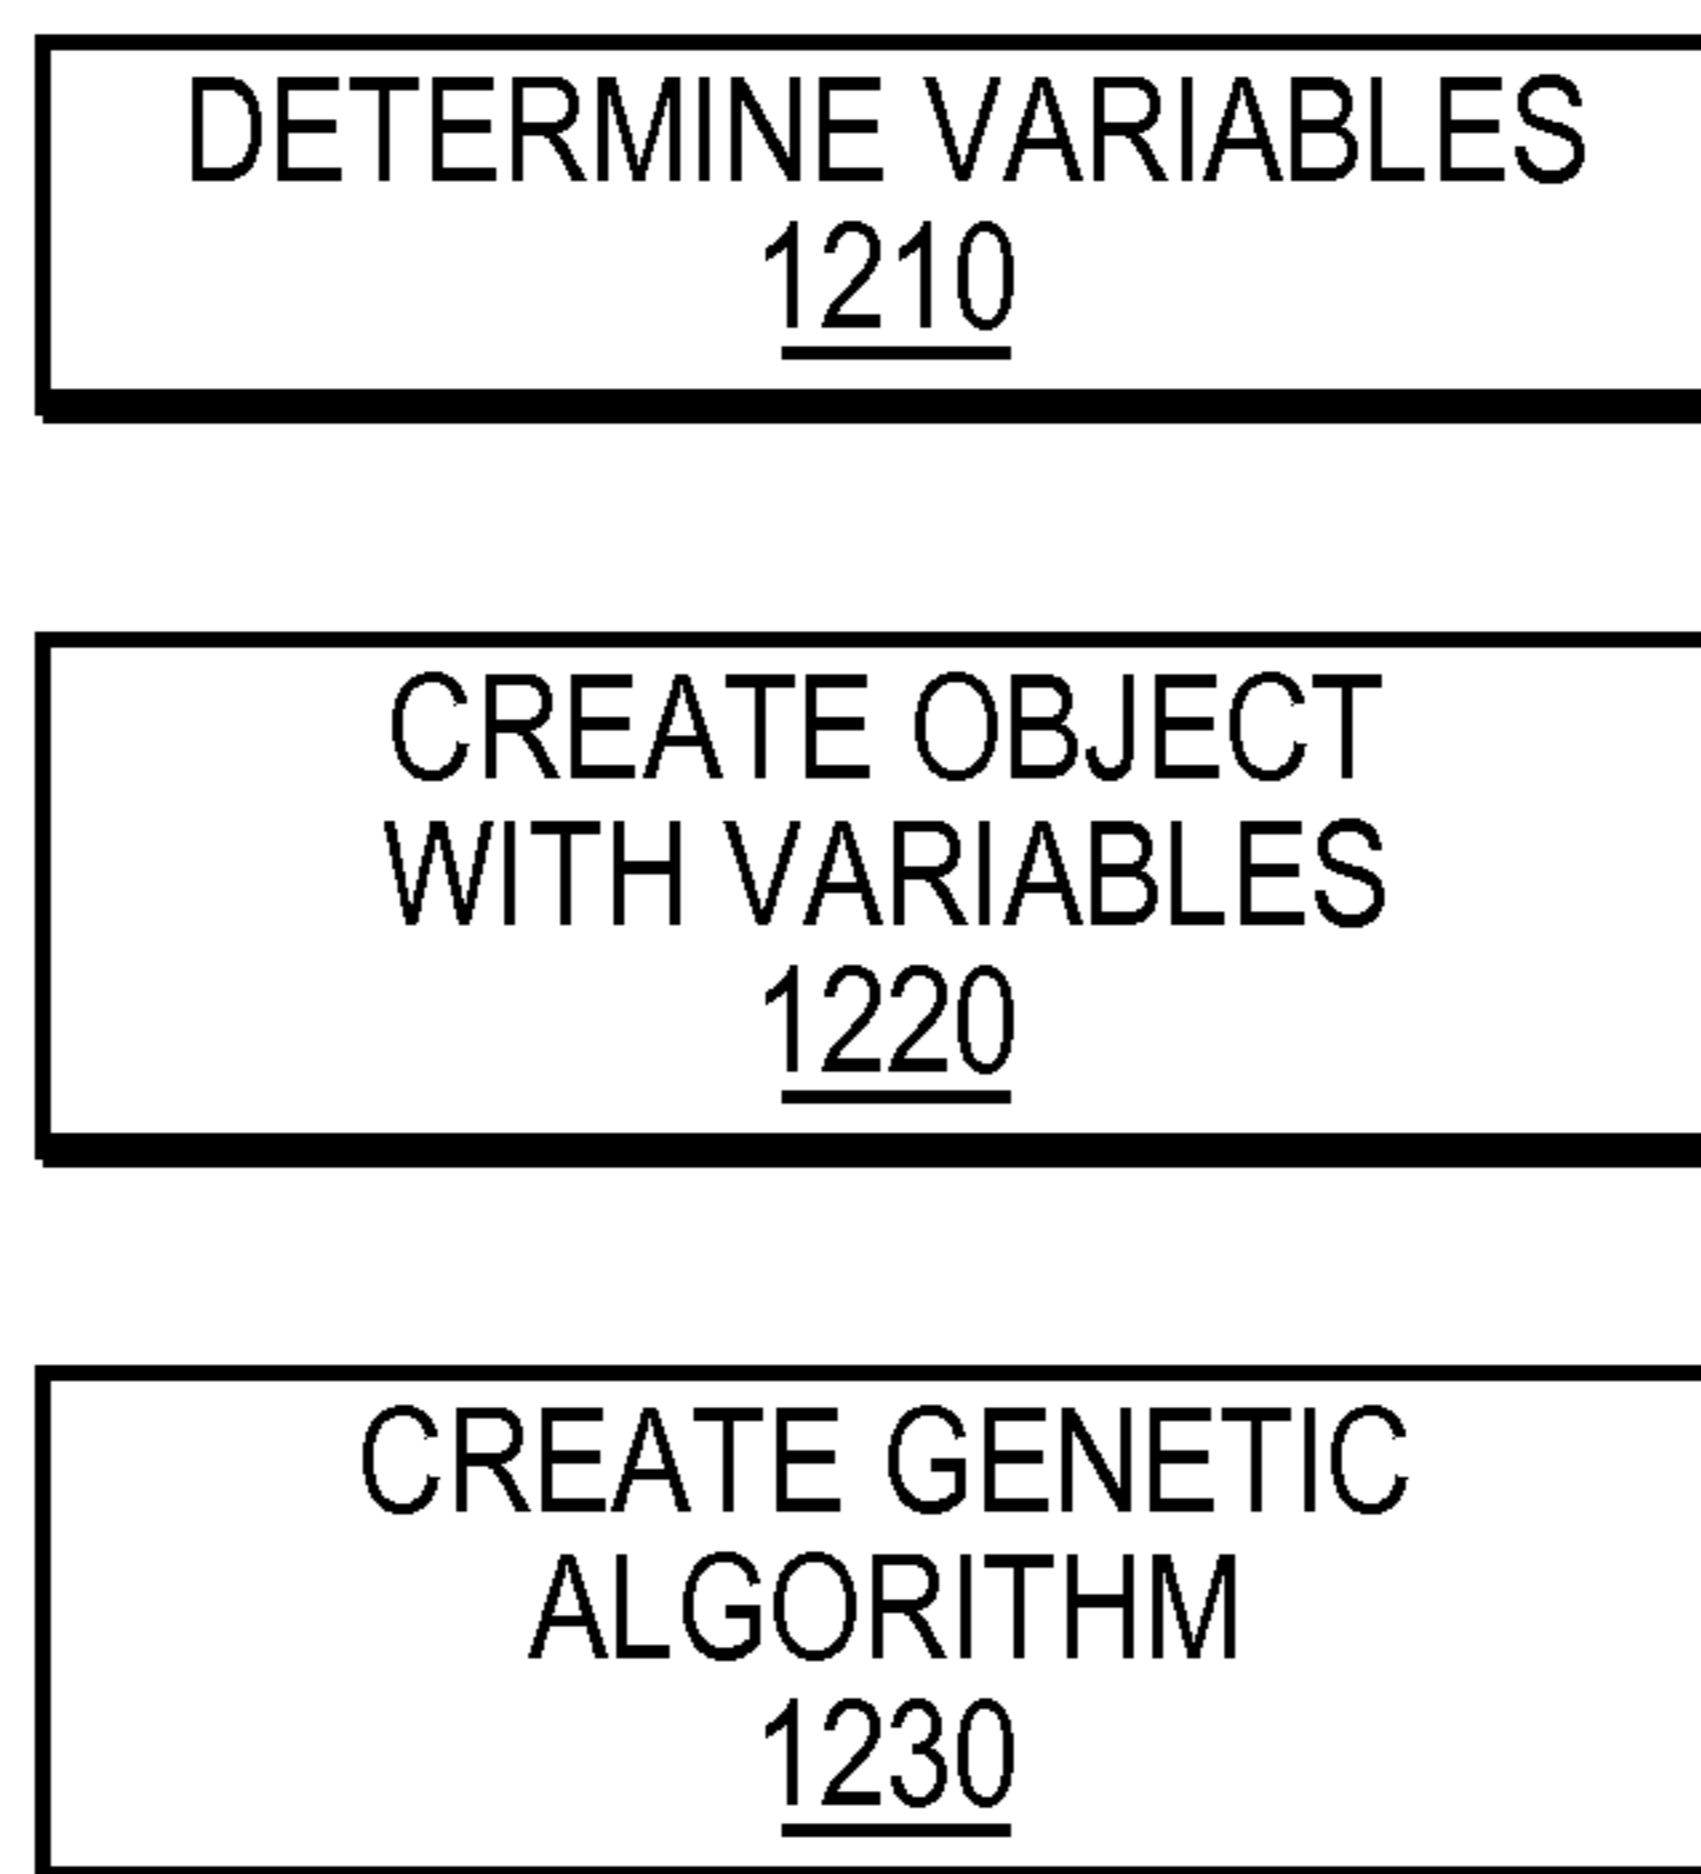 DETERMINE VARIABLES
1210
CREATE OBJECT
WITH VARIABLES
1220
CREATE GENETIC
ALGORITHM
1230